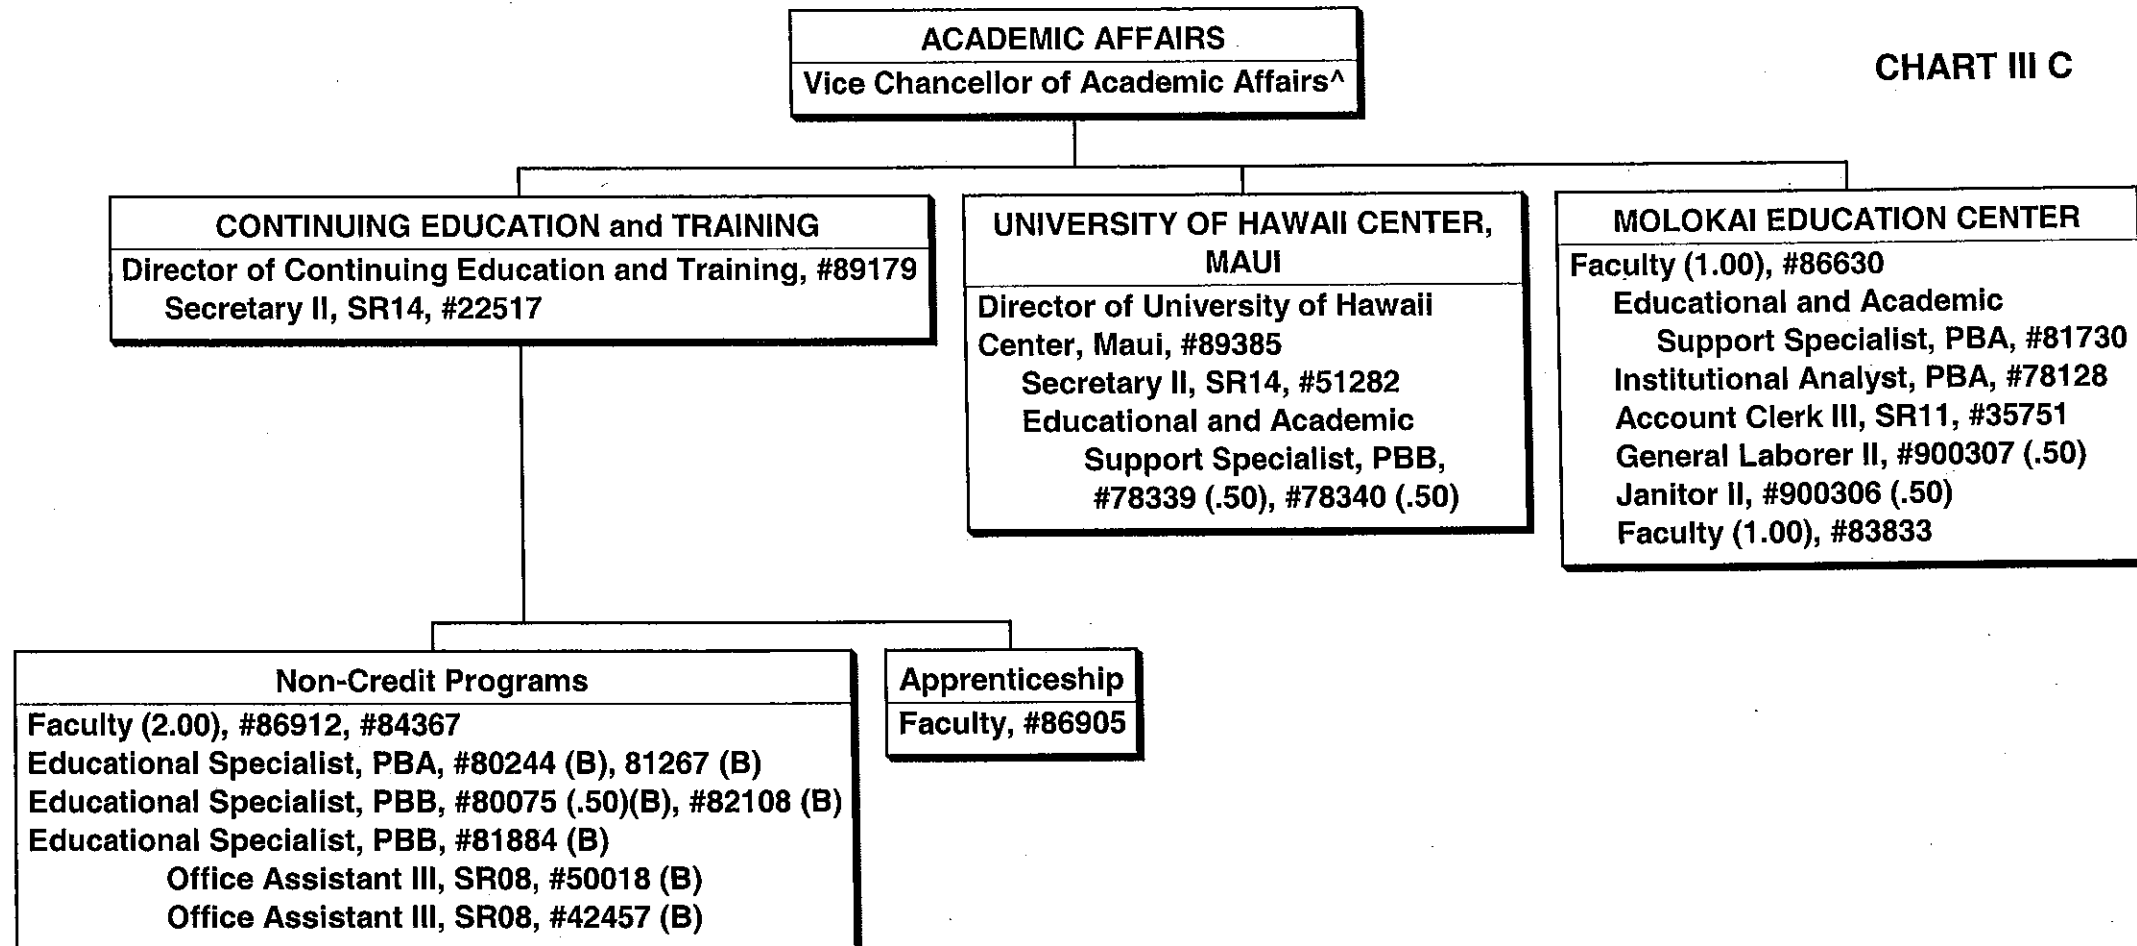 ACADEMIC AFFAIRS
Vice Chancellor of Academic Affairs^
CHART III C
CONTINUING EDUCATION and TRAINING
Director of Continuing Education and Training, #89179
Secretary II, SR14, #22517
UNIVERSITY OF HAWAII CENTER,
MAUI
Director of University of Hawaii
Center, Maui, #89385
Secretary II, SR14, #51282
Educational and Academic
Support Specialist, PBB,
#78339 (.50), #78340 (.50)
MOLOKAI EDUCATION CENTER
Faculty (1.00), #86630
Educational and Academic
Support Specialist, PBA, #81730
Institutional Analyst, PBA, #78128
Account Clerk III, SR11, #35751
General Laborer II, #900307 (.50)
Janitor II, #900306 (.50)
Faculty (1.00), #83833
Non-Credit Programs
Faculty (2.00), #86912, #84367
Educational Specialist, PBA, #80244 (B), 81267 (B)
Educational Specialist, PBB, #80075 (.50)(B), #82108 (B)
Educational Specialist, PBB, #81884 (B)
Office Assistant III, SR08, #50018 (B)
Office Assistant III, SR08, #42457 (B)
Apprenticeship
Faculty, #86905